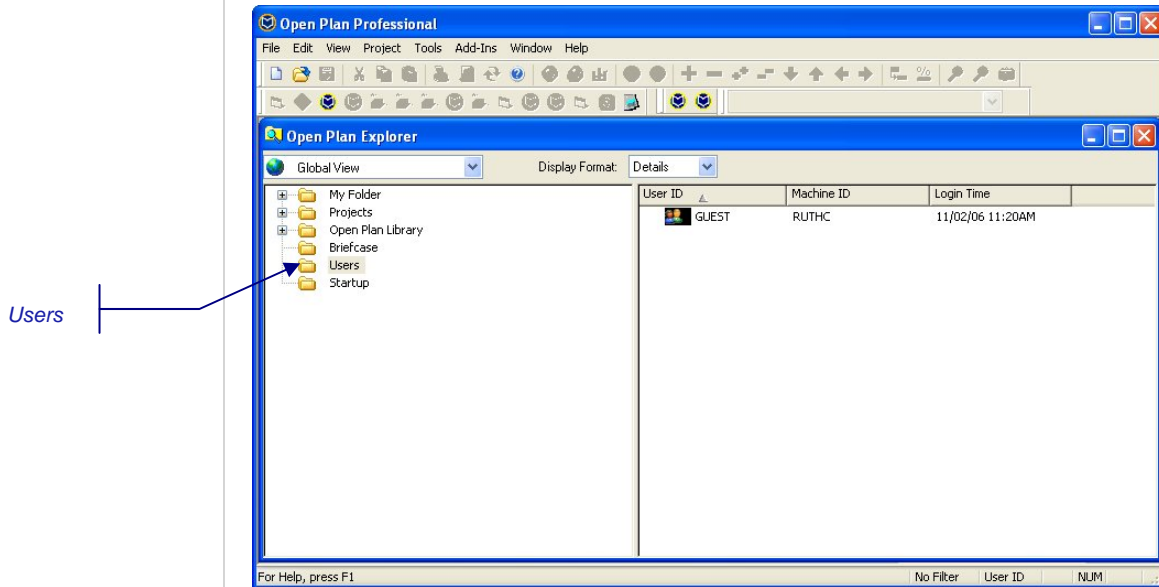 Open Plan Professional
File Edit View Project Tools Add-Ins Window Help
Open Plan Explorer
Global View
Display Format:
Details
My Folder
Projects
Open Plan Library
Briefcase
Users
Startup
User ID Machine ID Login Time
GUEST RUTHC 11/02/06 11:20AM
Users
For Help, press F1
No Filter User ID NUM